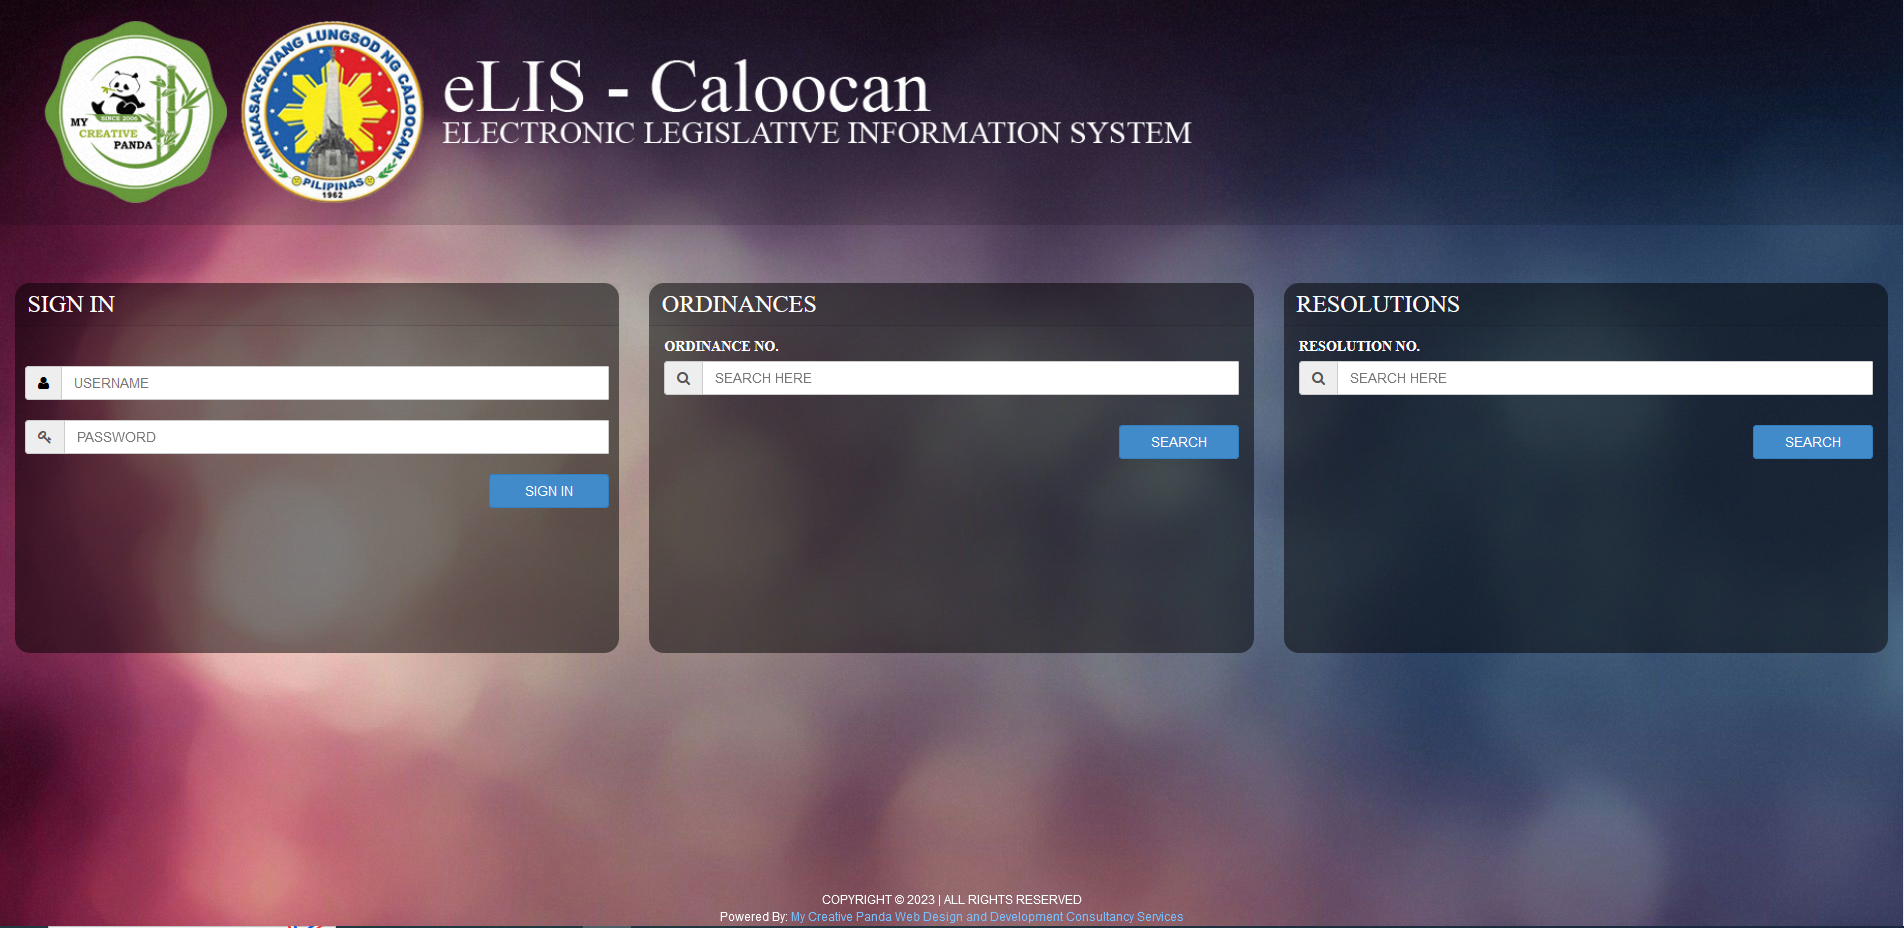 MY
SINCE 2006
CREATIVE
PANDA
MAKASAYSAYANG LUNGSOD NG CALOOCAN
PILIPINAS
1962
eLIS - Caloocan
ELECTRONIC LEGISLATIVE INFORMATION SYSTEM
SIGN IN
USERNAME
PASSWORD
SIGN IN
ORDINANCES
ORDINANCE NO.
SEARCH HERE
SEARCH
RESOLUTIONS
RESOLUTION NO.
SEARCH HERE
SEARCH
COPYRIGHT © 2023 | ALL RIGHTS RESERVED
Powered By: My Creative Panda Web Design and Development Consultancy Services